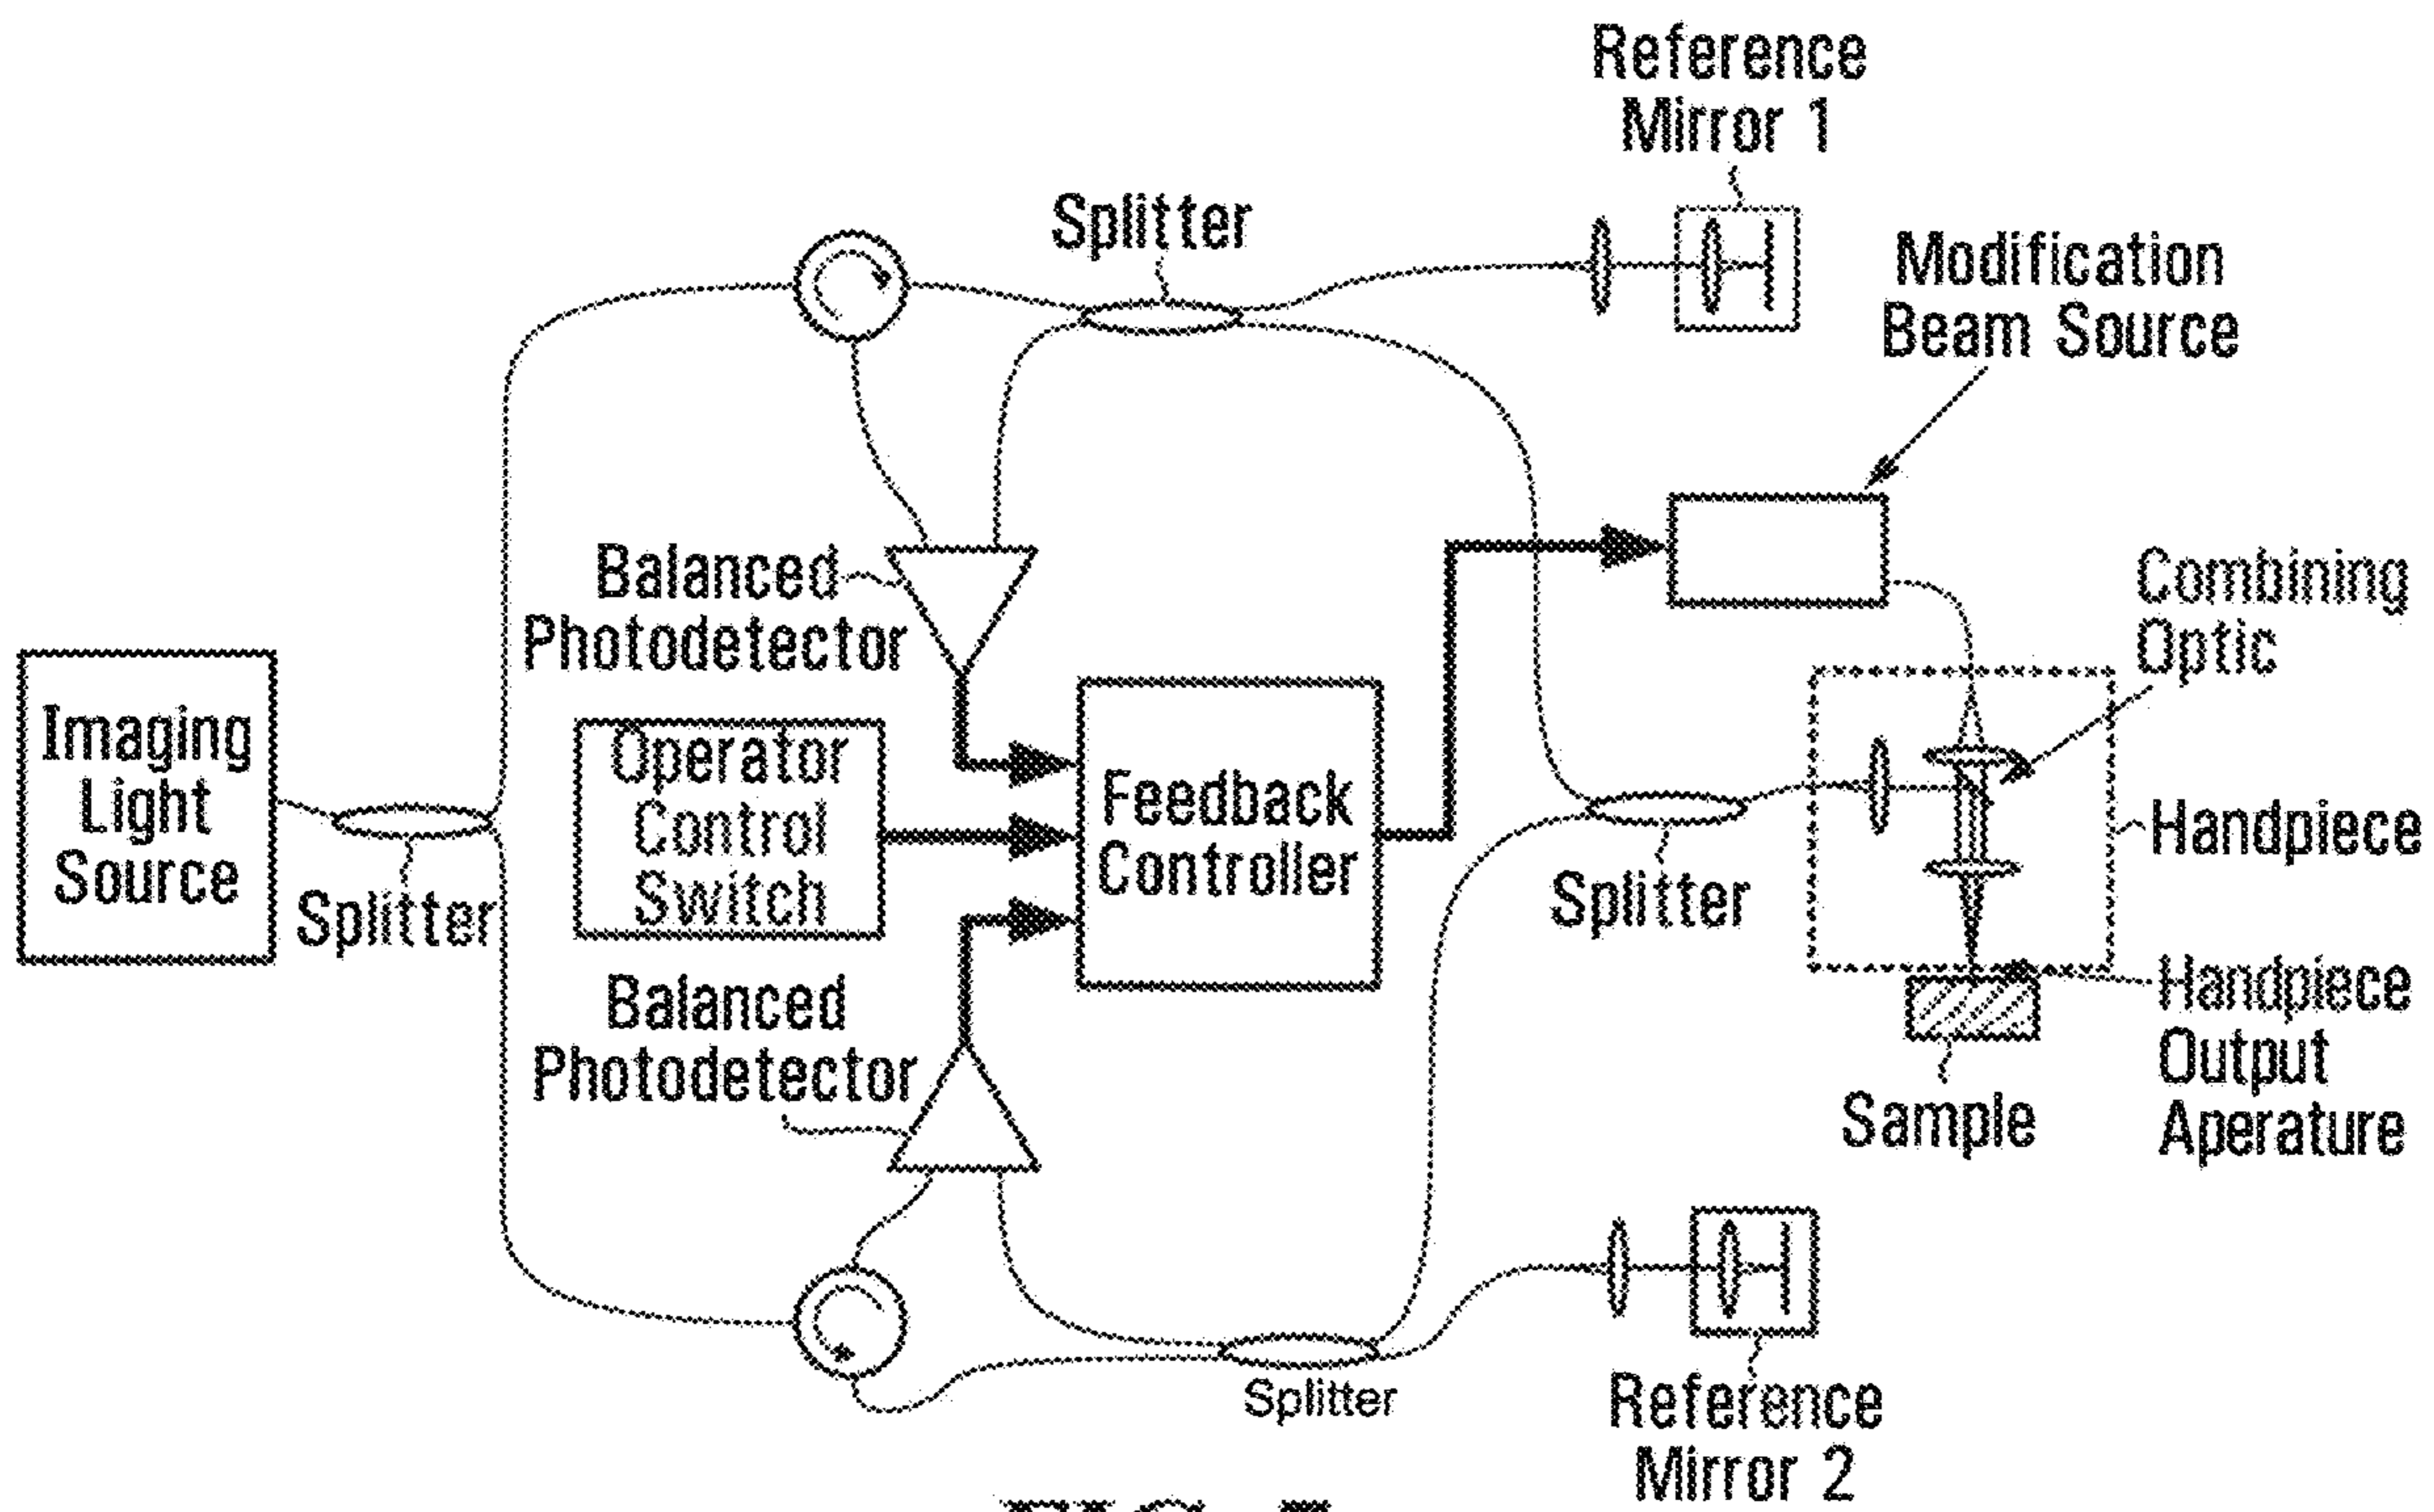 Reference
Mirror 1
Splitter
Modification
Beam Source
Balanced
Photodetector
Combining
Optic
Imaging
Light
Source
Splitter
Operator
Control
Switch
Feedback
Controller
Splitter
Handpiece
Balanced
Photodetector
Handpiece
Output
Aperature
Sample
Splitter
Reference
Mirror 2